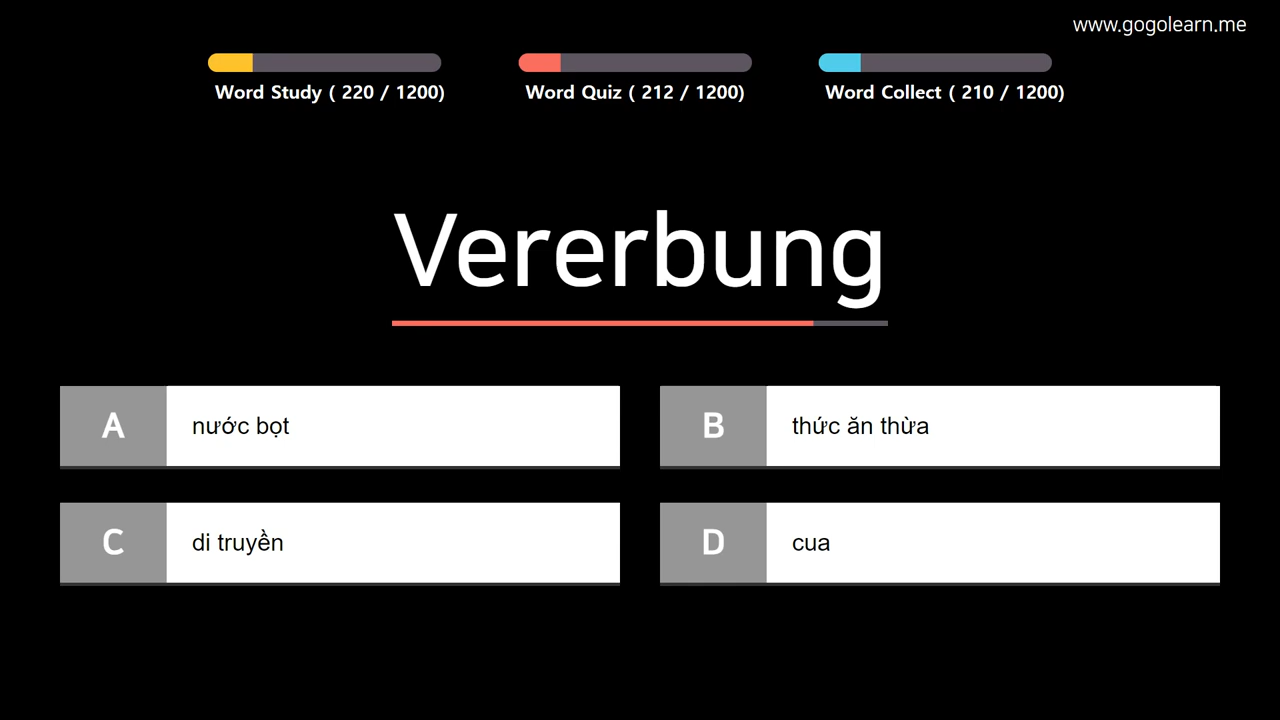 www.gogolearn.me
Word Study ( 220 / 1200)
Word Quiz ( 212 / 1200)
Word Collect ( 210 / 1200)
Vererbung
A
nước bọt
B
thức ăn thừa
C
di truyền
D
cua